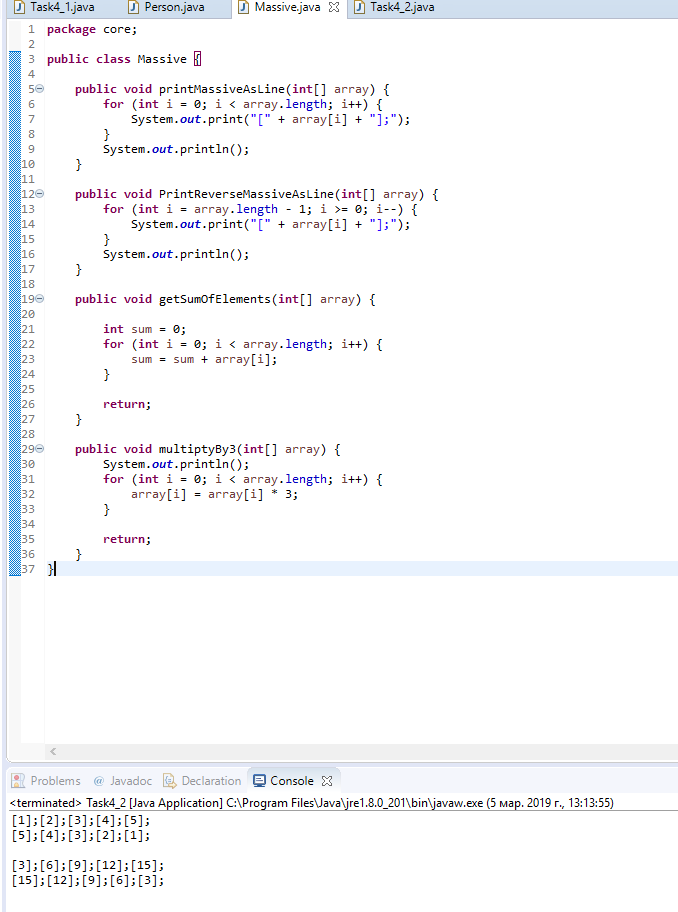 Task4_1.java Person.java Massive.java Task4_2.java
1 package core;
2
3 public class Massive {
4
5 public void printMassiveAsLine(int[] array) {
6 for (int i = 0; i < array.length; i++) {
7 System.out.print("[" + array[i] + "];");
8 }
9 System.out.println();
10 }
11
12 public void PrintReverseMassiveAsLine(int[] array) {
13 for (int i = array.length - 1; i >= 0; i--) {
14 System.out.print("[" + array[i] + "];");
15 }
16 System.out.println();
17 }
18
19 public void getSumOfElements(int[] array) {
20
21 int sum = 0;
22 for (int i = 0; i < array.length; i++) {
23 sum = sum + array[i];
24 }
25
26 return;
27 }
28
29 public void multiptyBy3(int[] array) {
30 System.out.println();
31 for (int i = 0; i < array.length; i++) {
32 array[i] = array[i] * 3;
33 }
34
35 return;
36 }
37 }
Problems @ Javadoc Declaration Console
<terminated> Task4_2 [Java Application] C:\Program Files\Java\jre1.8.0_201\bin\javaw.exe (5 мар. 2019 г., 13:13:55)
[1];[2];[3];[4];[5];
[5];[4];[3];[2];[1];
[3];[6];[9];[12];[15];
[15];[12];[9];[6];[3];